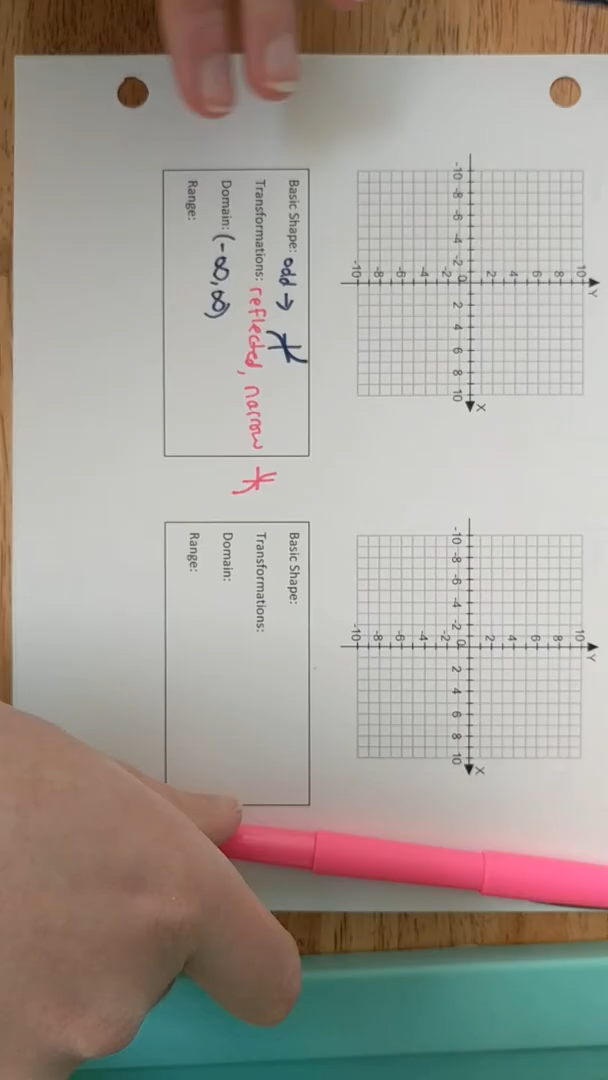 Y
10
8
6
4
2
-10 -8 -6 -4 -2 0 2 4 6 8 10
X
-2
-4
-6
-8
-10
Basic Shape: odd →
Transformations: reflected, narrow
Domain: (-∞, ∞)
Range:
Y
10
8
6
4
2
-10 -8 -6 -4 -2 0 2 4 6 8 10
X
-2
-4
-6
-8
-10
Basic Shape:
Transformations:
Domain:
Range: